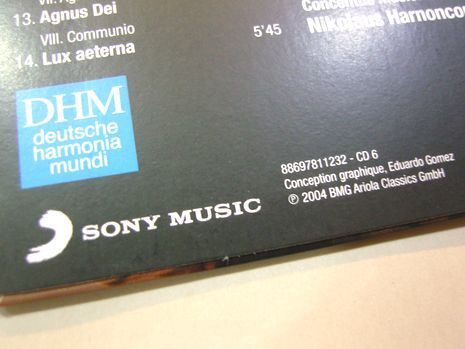 13. Agnus Dei
VIII. Communio
14. Lux aeterna
5'45
Nikolaus
DHM
deutsche
harmonia
mundi
SONY MUSIC
88697811232 - CD 6
Conception graphique, Eduardo Gomez
℗ 2004 BMG Ariola Classics GmbH